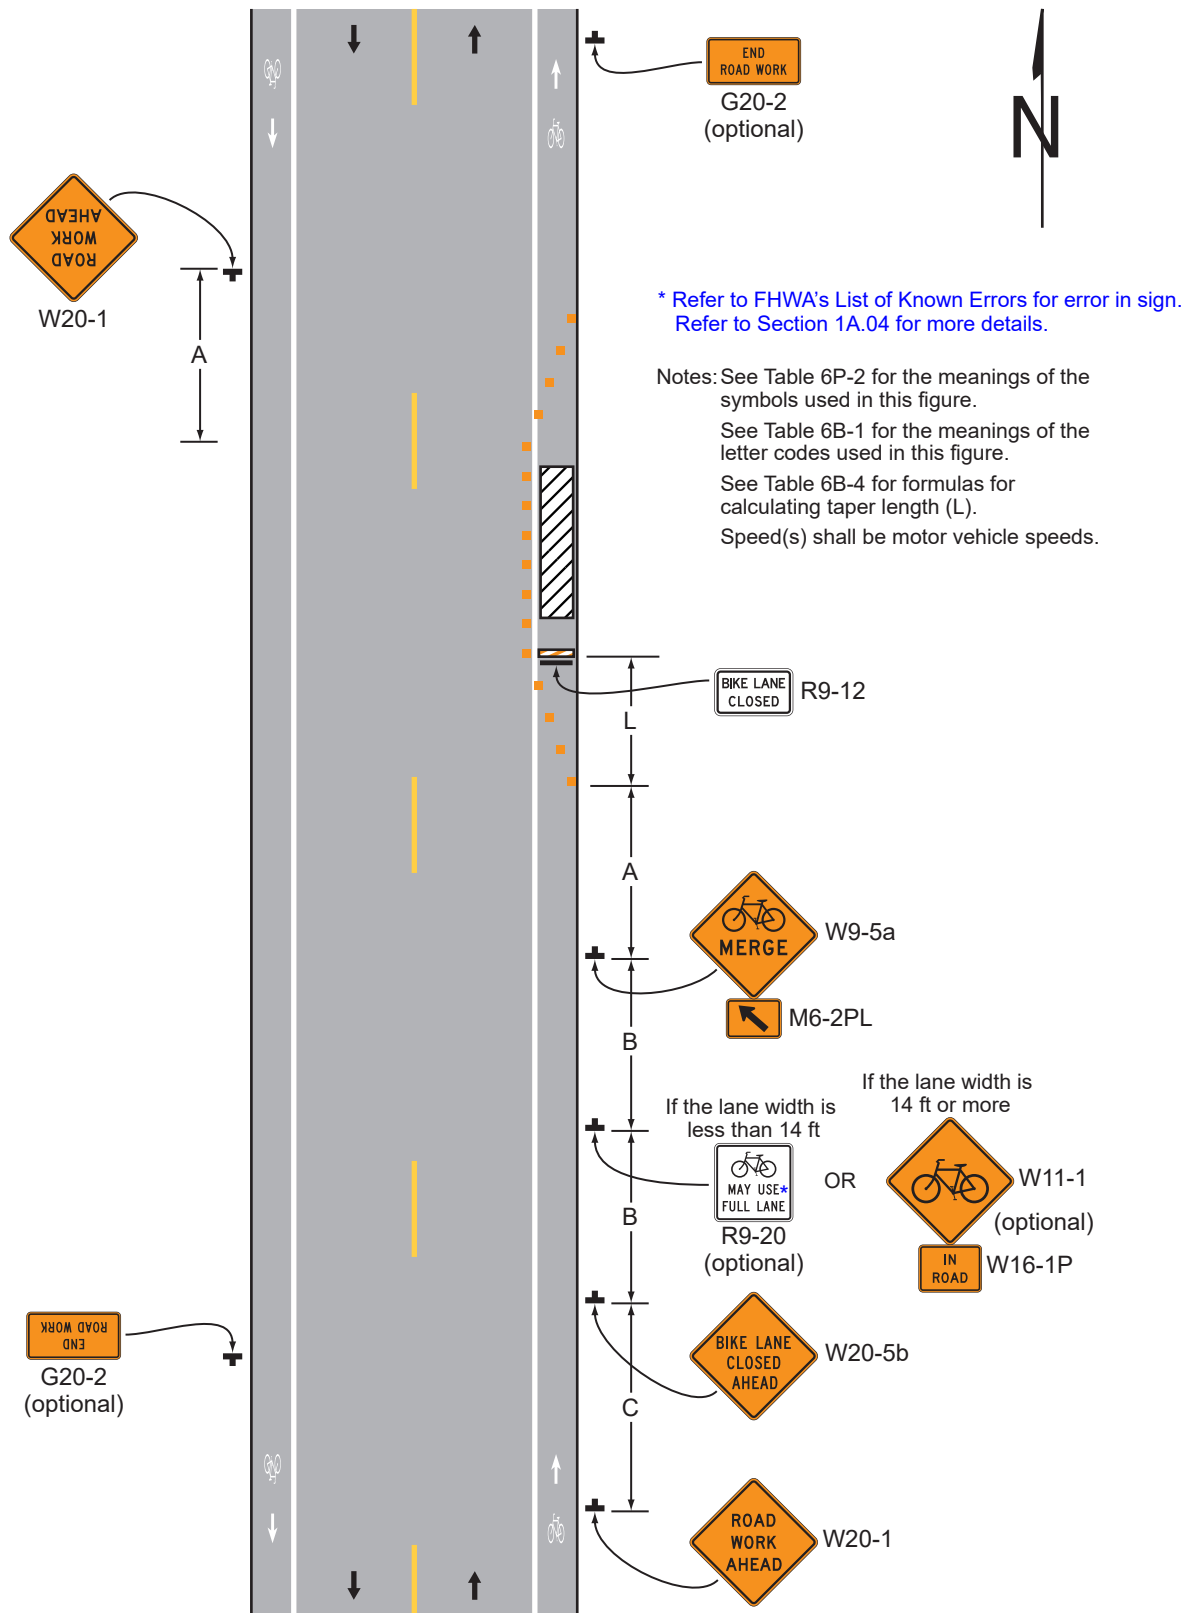 END
ROAD WORK
G20-2
(optional)
N
ROAD
WORK
AHEAD
W20-1
A
* Refer to FHWA's List of Known Errors for error in sign.
Refer to Section 1A.04 for more details.
Notes: See Table 6P-2 for the meanings of the
symbols used in this figure.
See Table 6B-1 for the meanings of the
letter codes used in this figure.
See Table 6B-4 for formulas for
calculating taper length (L).
Speed(s) shall be motor vehicle speeds.
BIKE LANE
CLOSED
R9-12
L
A
MERGE
W9-5a
M6-2PL
B
If the lane width is
less than 14 ft
MAY USE*
FULL LANE
R9-20
(optional)
OR
If the lane width is
14 ft or more
W11-1
(optional)
IN
ROAD
W16-1P
B
END
ROAD WORK
G20-2
(optional)
BIKE LANE
CLOSED
AHEAD
W20-5b
C
ROAD
WORK
AHEAD
W20-1